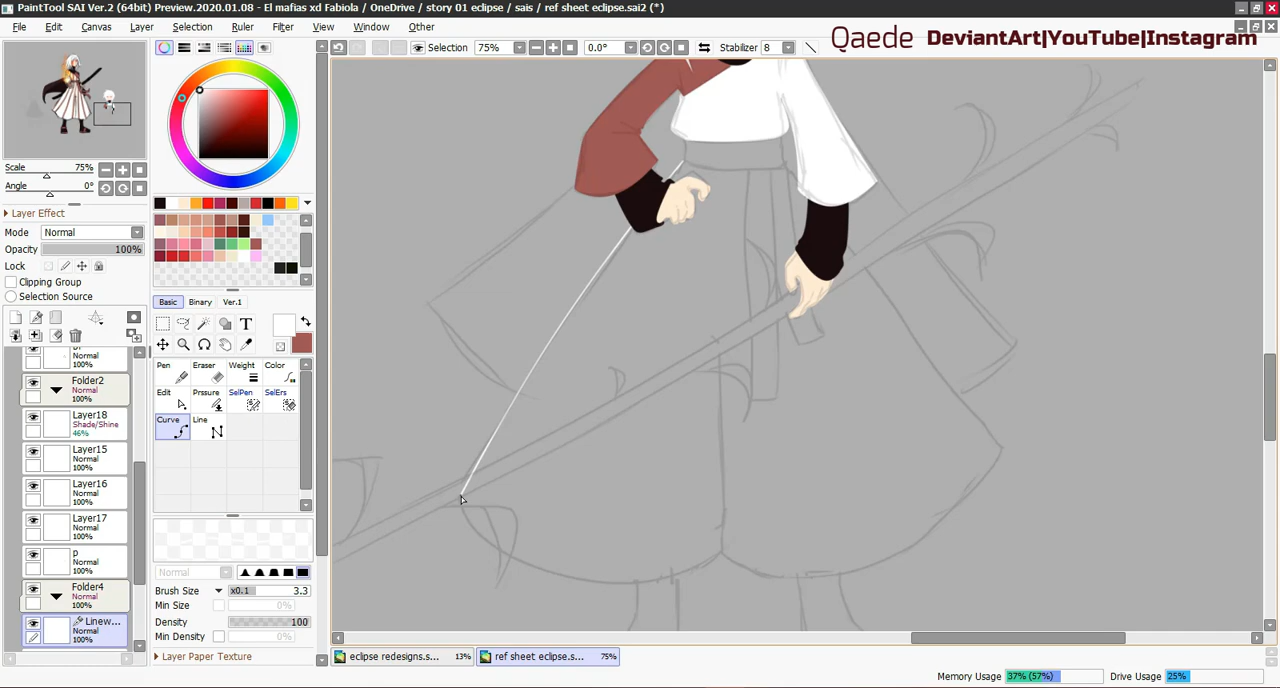 PaintTool SAI Ver.2 (64bit) Preview.2020.01.08 - El mafias xd Fabiola / OneDrive / story 01 eclipse / sais / ref sheet eclipse.sai2 (*)
File Edit Canvas Layer Selection Ruler Filter View Window Other
Qaede DeviantArt|YouTube|Instagram
Selection 75% 0.0° Stabilizer 8
Scale 75%
Angle 0°
Layer Effect
Mode Normal
Opacity 100%
Lock
Clipping Group
Selection Source
Normal
100%
Folder2
Normal
100%
Layer18
Shade/Shine
46%
Layer15
Normal
100%
Layer16
Normal
100%
Layer17
Normal
100%
p
Normal
100%
Folder4
Normal
100%
Linew...
Normal
100%
Basic Binary Ver.1
T
Pen Eraser Weight Color
Edit Prssure SelPen SelErs
Curve Line
Normal
Brush Size x0.1 3.3
Min Size 0%
Density 100
Min Density 0%
Layer Paper Texture
eclipse redesigns.s... 13% ref sheet eclipse.s... 75%
Memory Usage 37% (57%) Drive Usage 25%